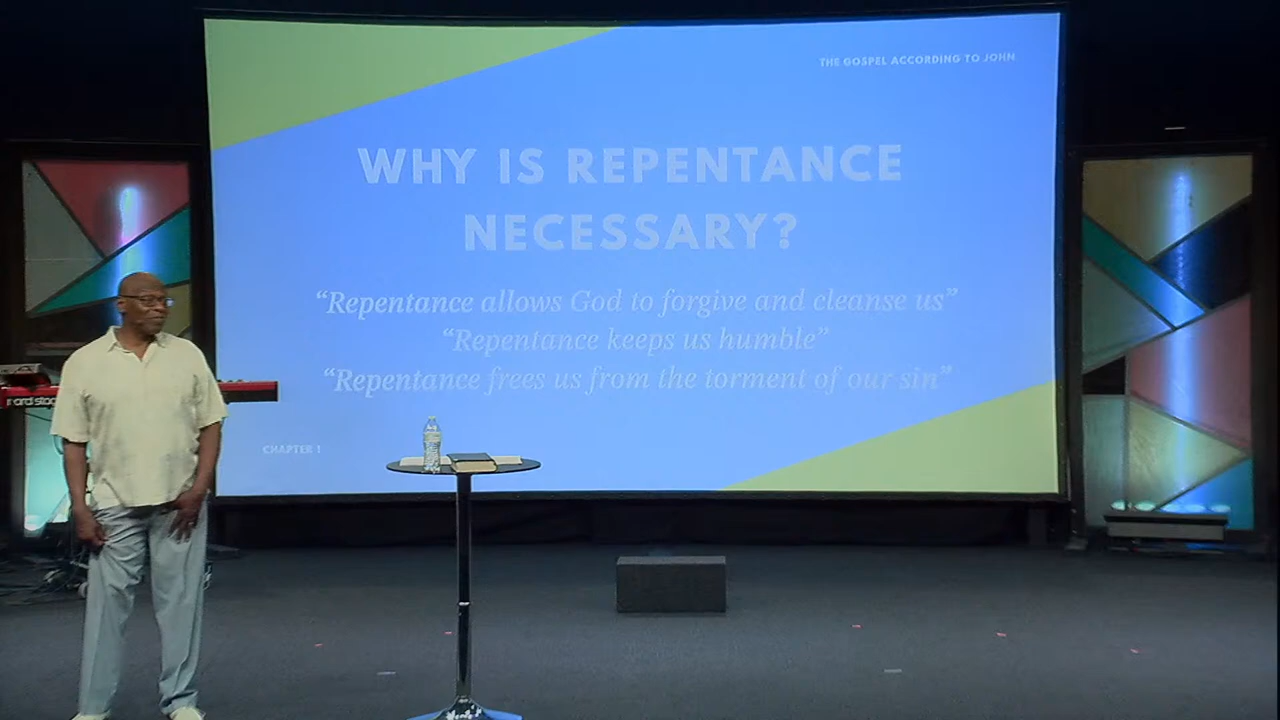 THE GOSPEL ACCORDING TO JOHN
WHY IS REPENTANCE
NECESSARY?
“Repentance allows God to forgive and cleanse us”
“Repentance keeps us humble”
“Repentance frees us from the torment of our sin”
CHAPTER 1